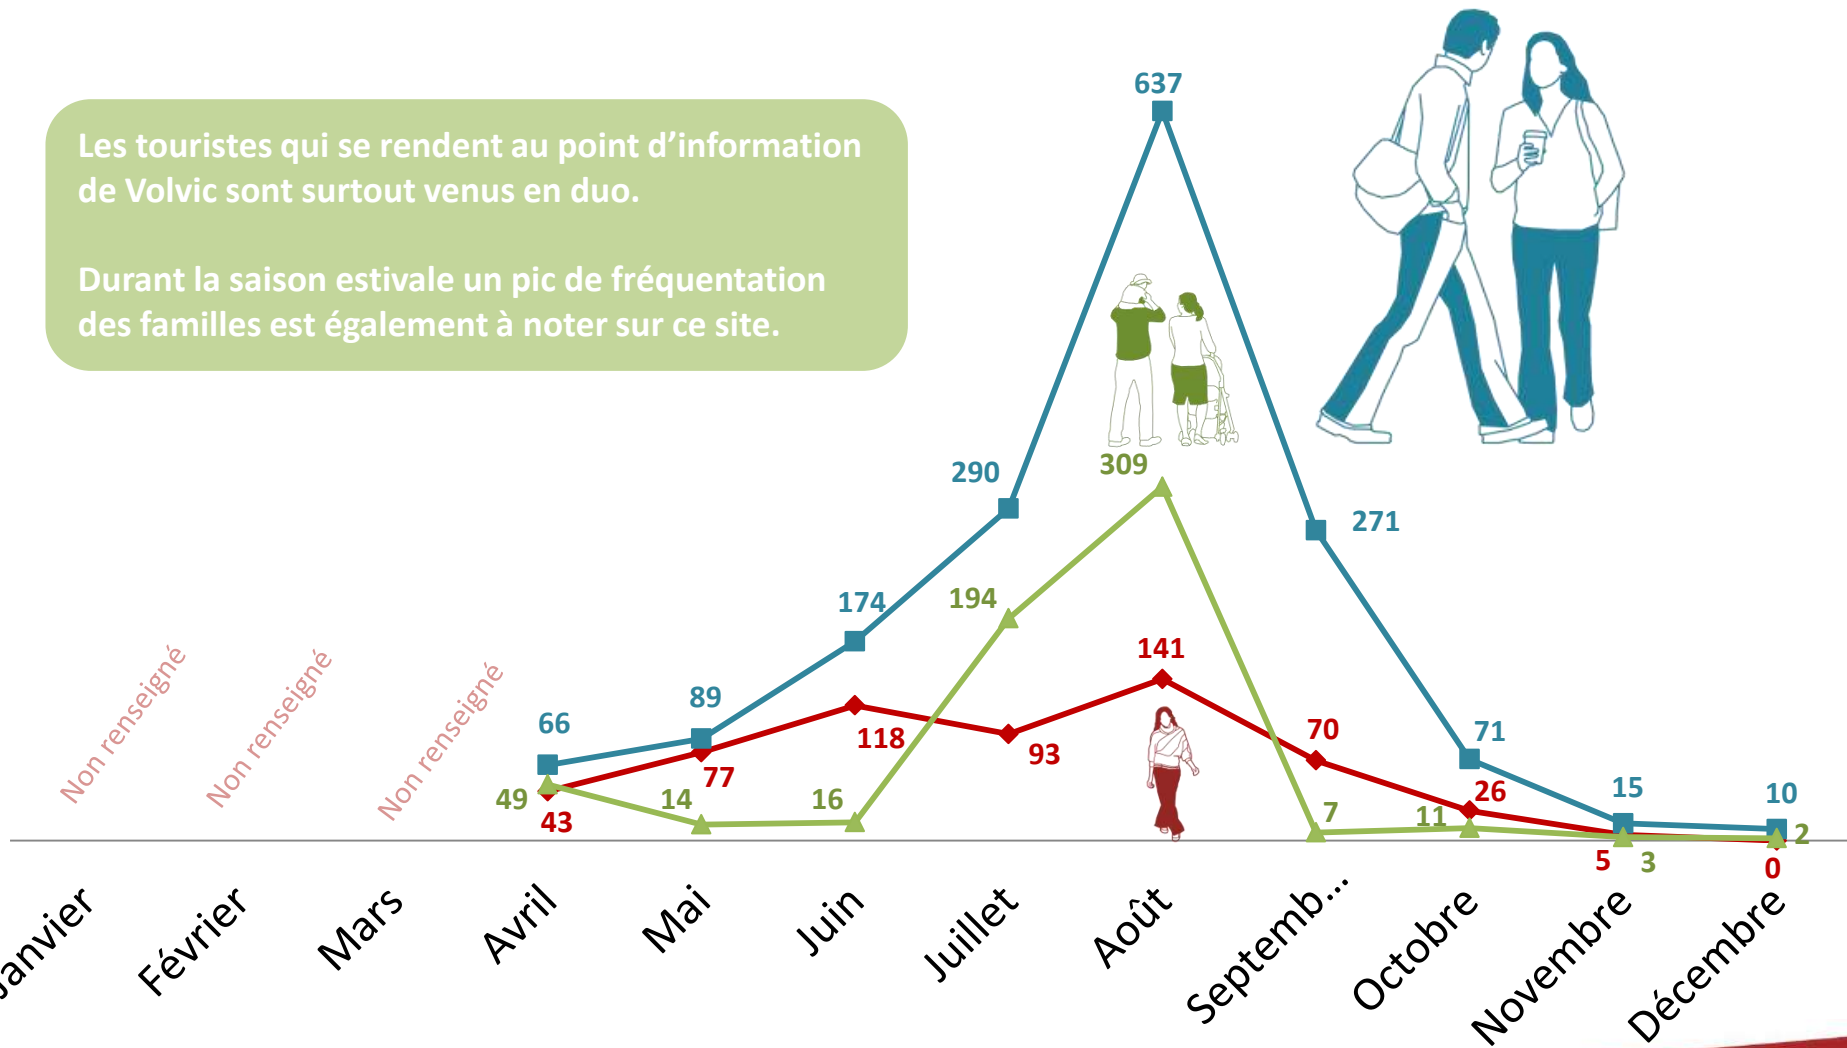 Les touristes qui se rendent au point d’information
de Volvic sont surtout venus en duo.
Durant la saison estivale un pic de fréquentation
des familles est également à noter sur ce site.
637
309
290
271
194
174
141
118
93
89
77
66
49
43
14
16
70
7
71
26
11
15
5
3
10
2
0
Non renseigné
Non renseigné
Non renseigné
Janvier
Février
Mars
Avril
Mai
Juin
Juillet
Août
Septemb...
Octobre
Novembre
Décembre